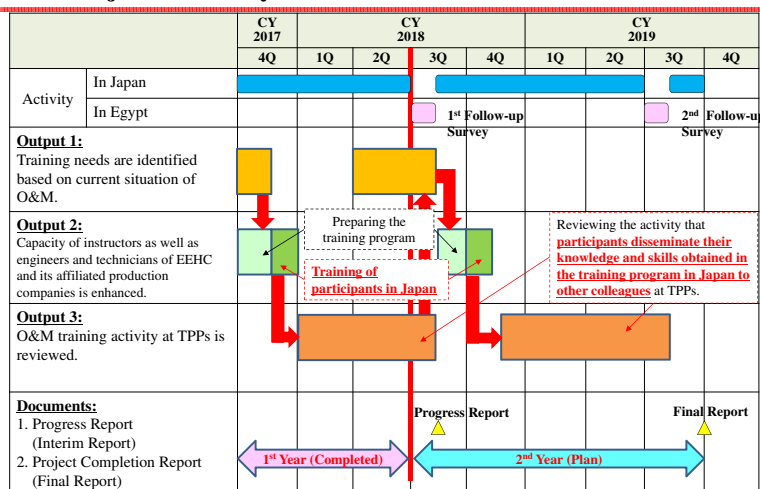 CY
2017
CY
2018
CY
2019
4Q
1Q
2Q
3Q
4Q
1Q
2Q
3Q
4Q
Activity
In Japan
In Egypt
1st Follow-up
Survey
2nd Follow-up
Survey
Output 1:
Training needs are identified
based on current situation of
O&M.
Output 2:
Capacity of instructors as well as
engineers and technicians of EEHC
and its affiliated production
companies is enhanced.
Preparing the
training program
Training of
participants in Japan
Reviewing the activity that
participants disseminate their
knowledge and skills obtained in
the training program in Japan to
other colleagues at TPPs.
Output 3:
O&M training activity at TPPs is
reviewed.
Documents:
1. Progress Report
(Interim Report)
2. Project Completion Report
(Final Report)
Progress Report
Final Report
1st Year (Completed)
2nd Year (Plan)